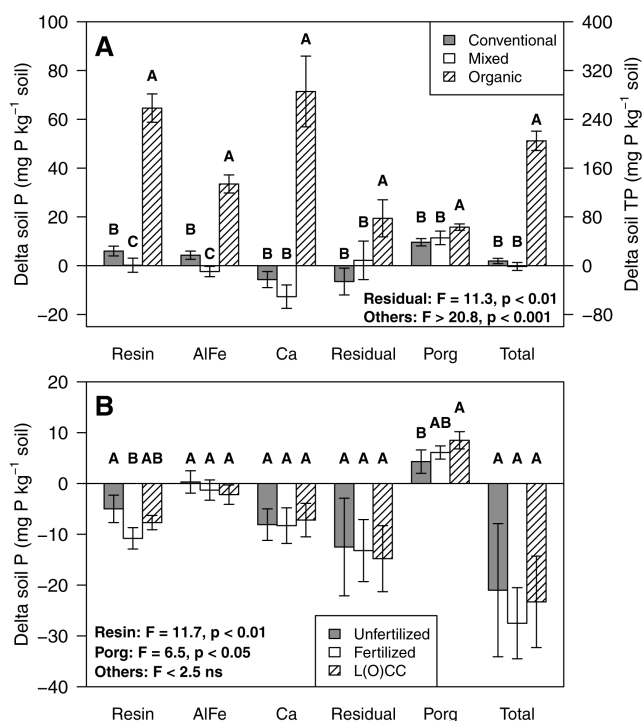 A
Conventional
Mixed
Organic
100
80
60
40
20
0
−20
Delta soil P (mg P kg⁻¹ soil)
400
320
240
160
80
0
−80
Delta soil TP (mg P kg⁻¹ soil)
B C A
B C A
B B A
B B A
B B A
B B A
Residual: F = 11.3, p < 0.01
Others: F > 20.8, p < 0.001
Resin AlFe Ca Residual Porg Total
B
20
10
0
−10
−20
−30
−40
Delta soil P (mg P kg⁻¹ soil)
A B AB
A A A
A A A
A A A
B AB A
A A A
Resin: F = 11.7, p < 0.01
Porg: F = 6.5, p < 0.05
Others: F < 2.5 ns
Unfertilized
Fertilized
L(O)CC
Resin AlFe Ca Residual Porg Total